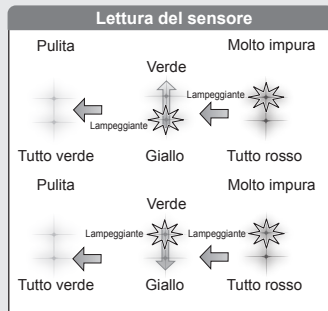 Lettura del sensore
Pulita Molto impura
Verde
Lampeggiante Lampeggiante
Tutto verde Giallo Tutto rosso
Pulita Molto impura
Verde
Lampeggiante Lampeggiante
Tutto verde Giallo Tutto rosso